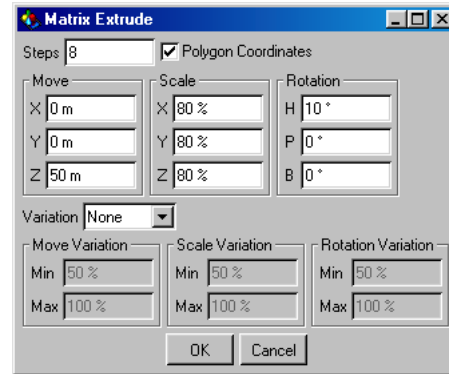 Matrix Extrude
Steps 8 Polygon Coordinates
Move Scale Rotation
X 0 m X 80 % H 10 °
Y 0 m Y 80 % P 0 °
Z 50 m Z 80 % B 0 °
Variation None
Move Variation Scale Variation Rotation Variation
Min 50 % Min 50 % Min 50 %
Max 100 % Max 100 % Max 100 %
OK Cancel